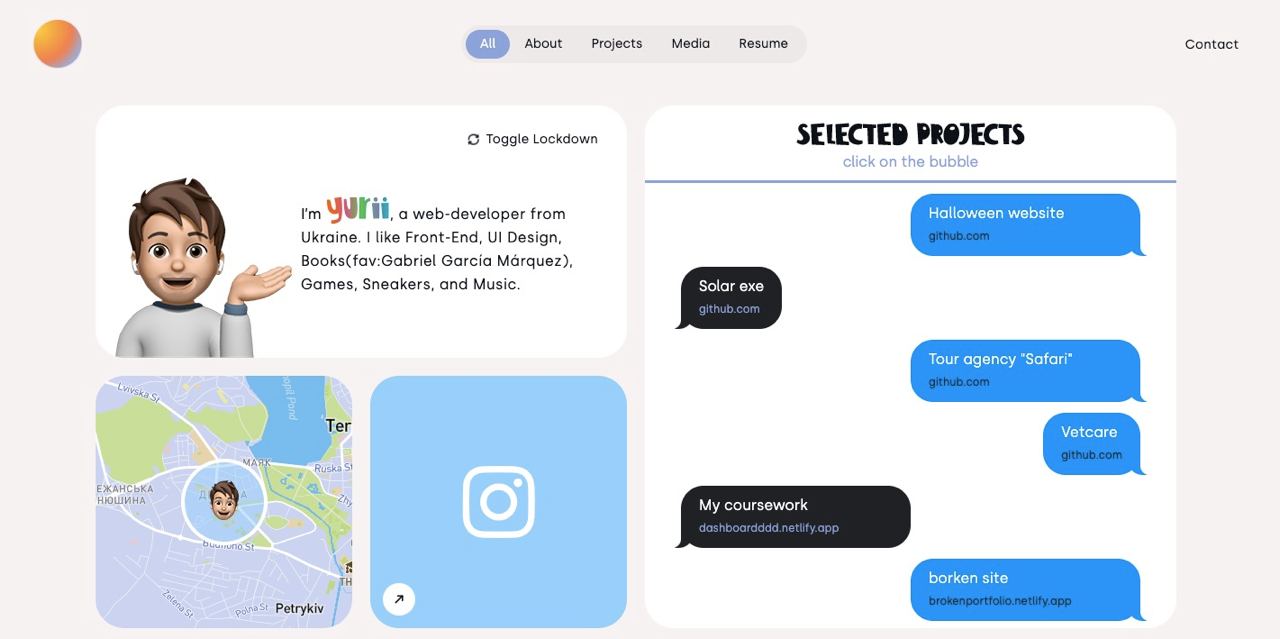 All
About
Projects
Media
Resume
Contact
Toggle Lockdown
I'm yurii, a web-developer from
Ukraine. I like Front-End, UI Design,
Books(fav:Gabriel García Márquez),
Games, Sneakers, and Music.
SELECTED PROJECTS
click on the bubble
Halloween website
github.com
Solar exe
github.com
Tour agency "Safari"
github.com
Vetcare
github.com
My coursework
dashboardddd.netlify.app
borken site
brokenportfolio.netlify.app
Lvivska St
Pond
Ter
МАЯК
Ruska St
ЕЖАНСЬКА
НЮШИНА
Zhy
Budnoho St
Zelena St
Polna St
Petrykiv